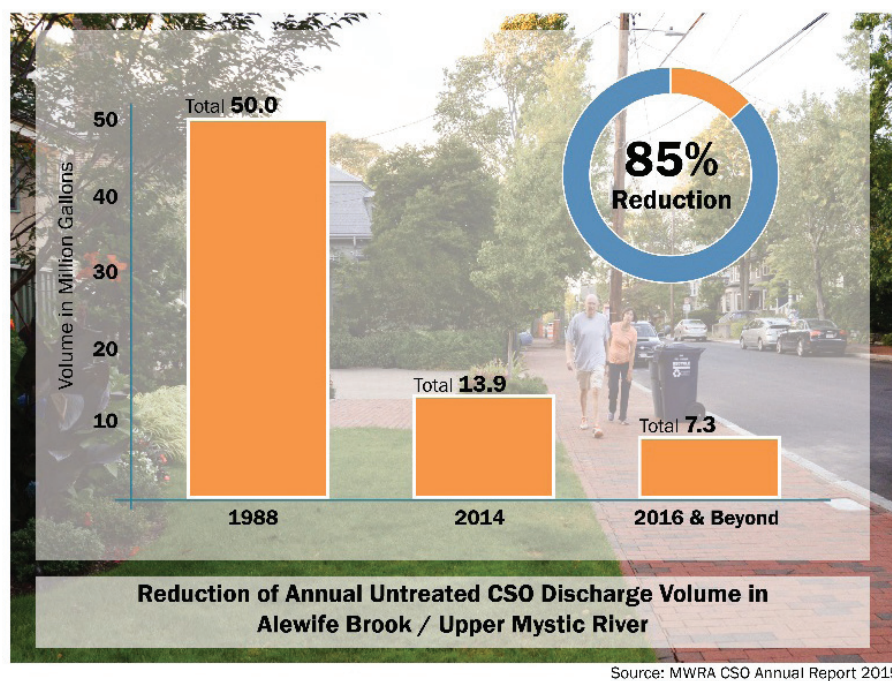 Total 50.0
50
40
30
20
10
Volume in Million Gallons
85%
Reduction
Total 13.9
Total 7.3
1988
2014
2016 & Beyond
Reduction of Annual Untreated CSO Discharge Volume in
Alewife Brook / Upper Mystic River
Source: MWRA CSO Annual Report 2015